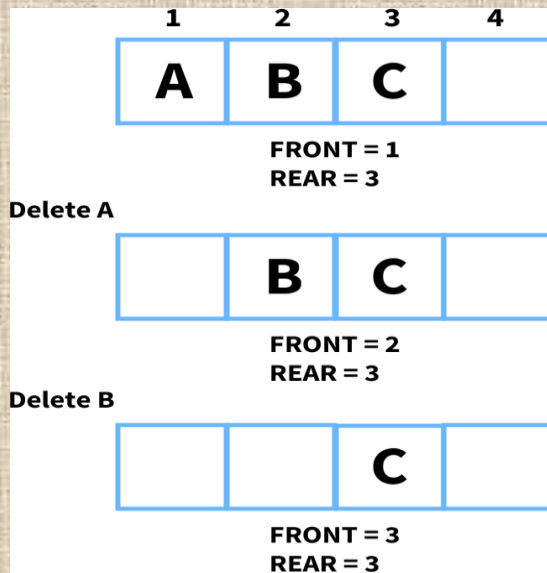 1 2 3 4
A B C
FRONT = 1
REAR = 3
Delete A
B C
FRONT = 2
REAR = 3
Delete B
C
FRONT = 3
REAR = 3